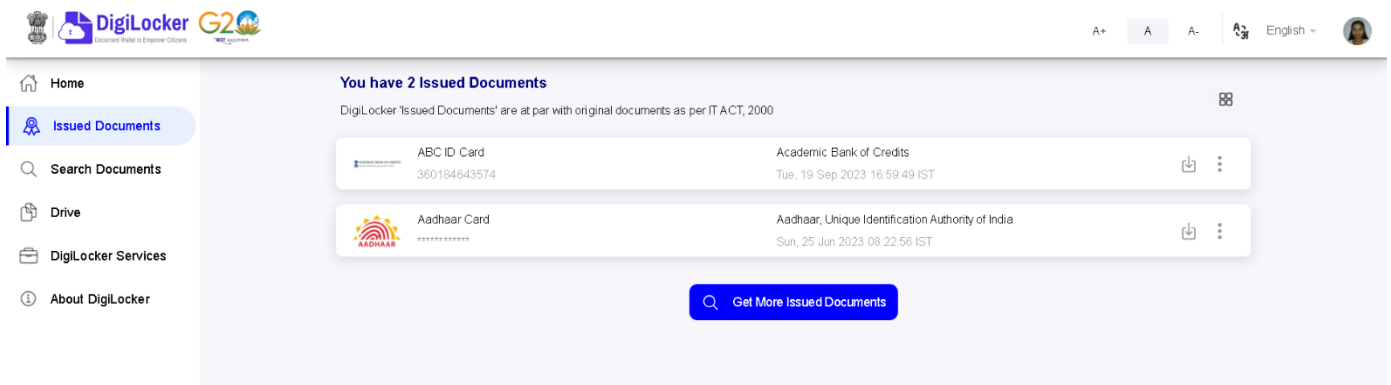 DigiLocker
Document Wallet to Empower Citizens
G20
A+ A A- English
Home
Issued Documents
Search Documents
Drive
DigiLocker Services
About DigiLocker
You have 2 Issued Documents
DigiLocker 'Issued Documents' are at par with original documents as per IT ACT, 2000
ABC ID Card Academic Bank of Credits
360184643574 Tue, 19 Sep 2023 16:59:49 IST
Aadhaar Card Aadhaar, Unique Identification Authority of India
************ Sun, 25 Jun 2023 08:22:56 IST
AADHAAR
Get More Issued Documents